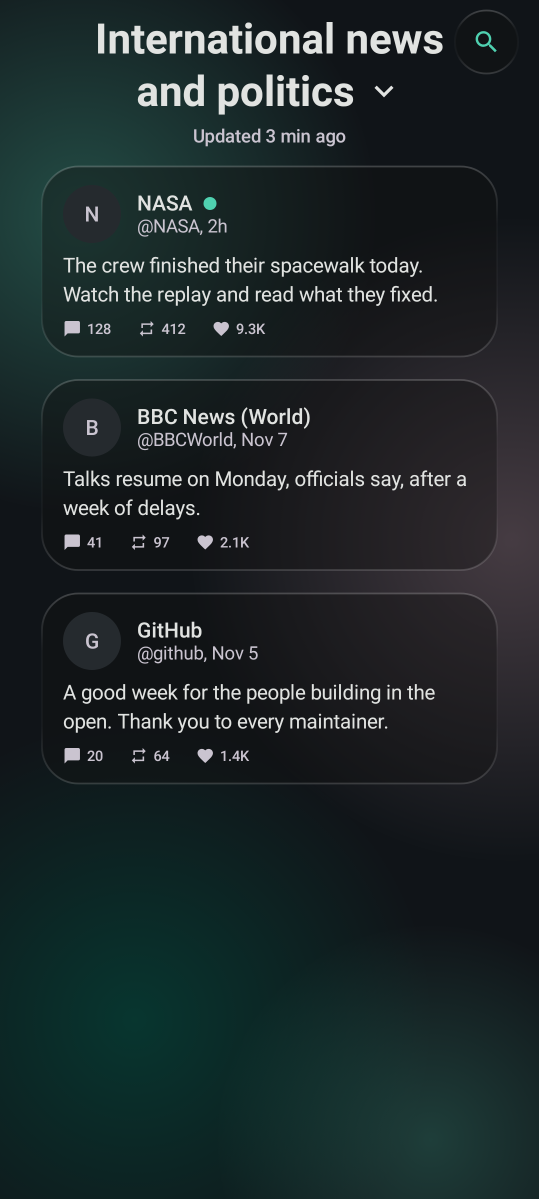 International news
and politics
Updated 3 min ago
N
NASA
@NASA, 2h
The crew finished their spacewalk today.
Watch the replay and read what they fixed.
128 412 9.3K
B
BBC News (World)
@BBCWorld, Nov 7
Talks resume on Monday, officials say, after a
week of delays.
41 97 2.1K
G
GitHub
@github, Nov 5
A good week for the people building in the
open. Thank you to every maintainer.
20 64 1.4K